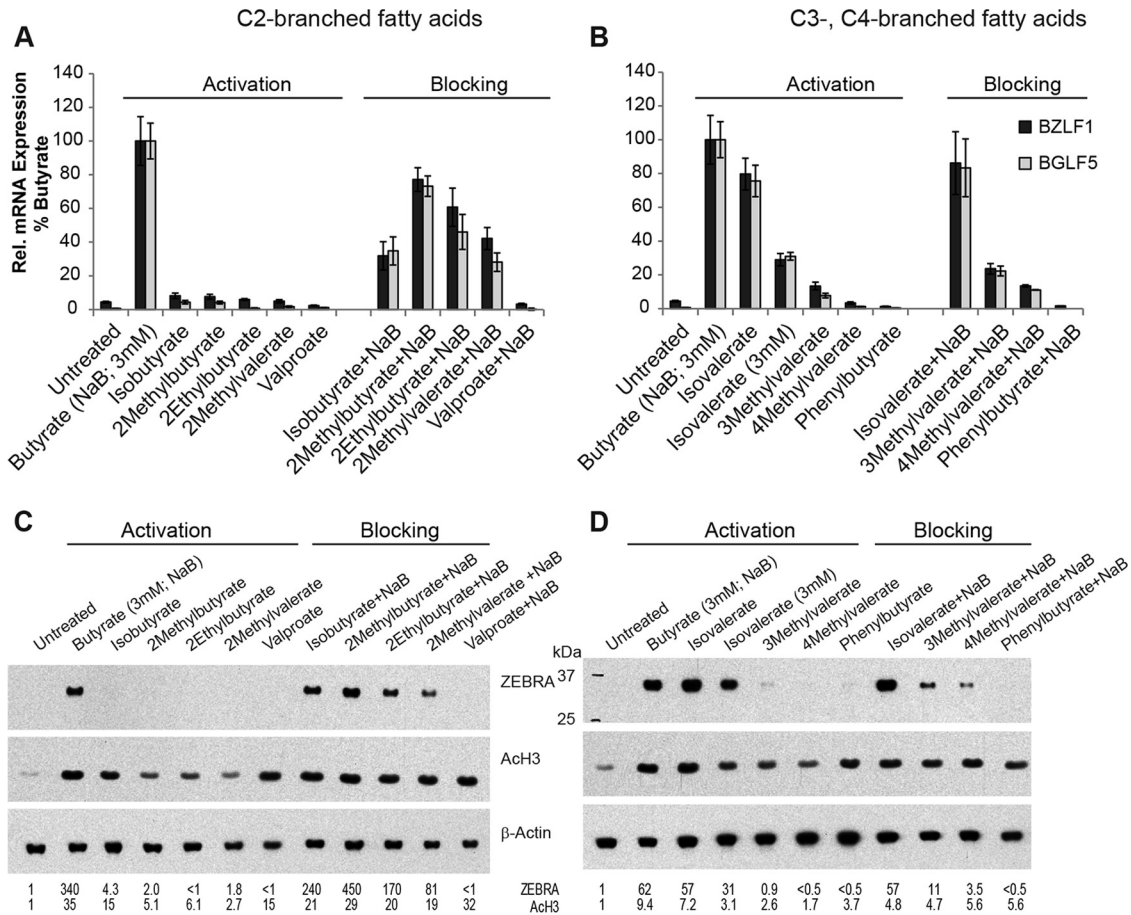 C2-branched fatty acids
A
Rel. mRNA Expression
% Butyrate
140
120
100
80
60
40
20
0
Activation
Blocking
Untreated
Butyrate (NaB; 3mM)
Isobutyrate
2Methylbutyrate
2Ethylbutyrate
2Methylvalerate
Valproate
Isobutyrate+NaB
2Methylbutyrate+NaB
2Ethylbutyrate+NaB
2Methylvalerate+NaB
Valproate+NaB
C3-, C4-branched fatty acids
B
140
120
100
80
60
40
20
0
Activation
Blocking
BZLF1
BGLF5
Untreated
Butyrate (NaB; 3mM)
Isovalerate
Isovalerate (3mM)
3Methylvalerate
4Methylvalerate
Phenylbutyrate
Isovalerate+NaB
3Methylvalerate+NaB
4Methylvalerate+NaB
Phenylbutyrate+NaB
C
Activation
Blocking
Untreated
Butyrate (3mM; NaB)
Isobutyrate
2Methylbutyrate
2Ethylbutyrate
2Methylvalerate
Valproate
Isobutyrate+NaB
2Methylbutyrate+NaB
2Ethylbutyrate+NaB
2Methylvalerate +NaB
Valproate+NaB
ZEBRA
AcH3
β-Actin
1 340 4.3 2.0 <1 1.8 <1 240 450 170 81 <1
1 35 15 5.1 6.1 2.7 15 21 29 20 19 32
D
Activation
Blocking
Untreated
Butyrate (3mM; NaB)
Isovalerate
Isovalerate (3mM)
3Methylvalerate
4Methylvalerate
Phenylbutyrate
Isovalerate+NaB
3Methylvalerate+NaB
4Methylvalerate+NaB
Phenylbutyrate+NaB
kDa
37
25
ZEBRA 1 62 57 31 0.9 <0.5 <0.5 57 11 3.5 <0.5
AcH3 1 9.4 7.2 3.1 2.6 1.7 3.7 4.8 4.7 5.6 5.6